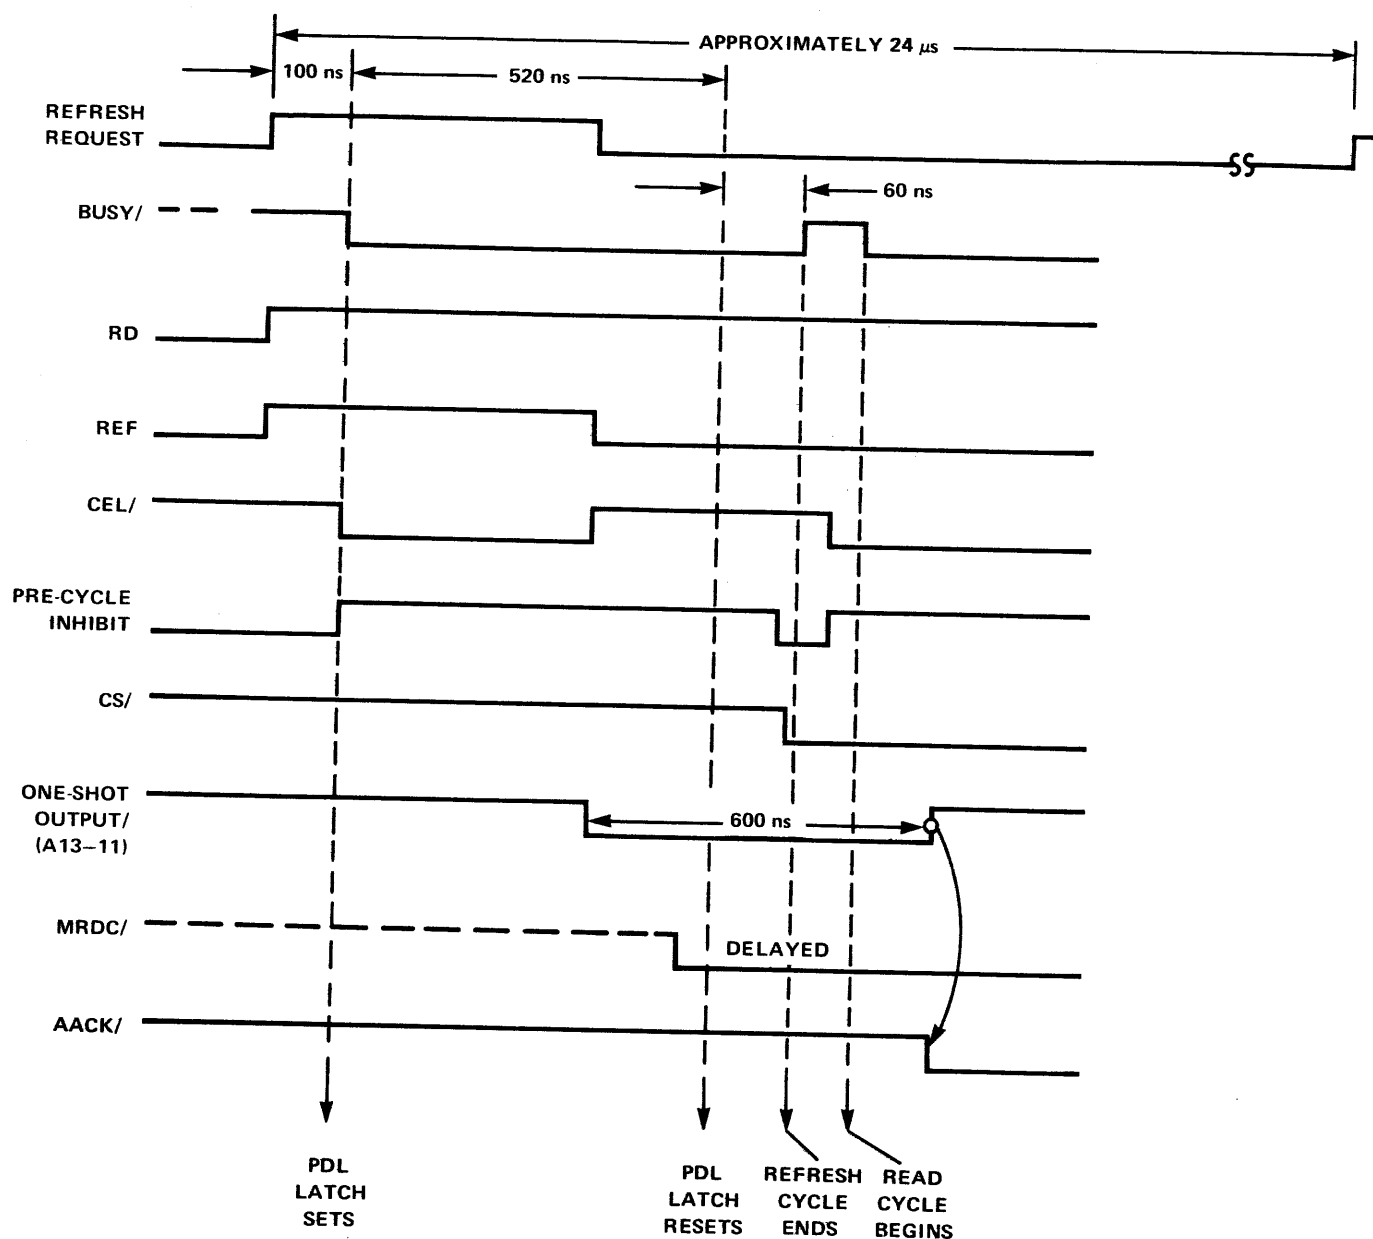 APPROXIMATELY 24 μs
100 ns
520 ns
REFRESH
REQUEST
60 ns
BUSY/
RD
REF
CEL/
PRE-CYCLE
INHIBIT
CS/
ONE-SHOT
OUTPUT/
(A13–11)
600 ns
MRDC/
DELAYED
AACK/
PDL
LATCH
SETS
PDL
LATCH
RESETS
REFRESH
CYCLE
ENDS
READ
CYCLE
BEGINS